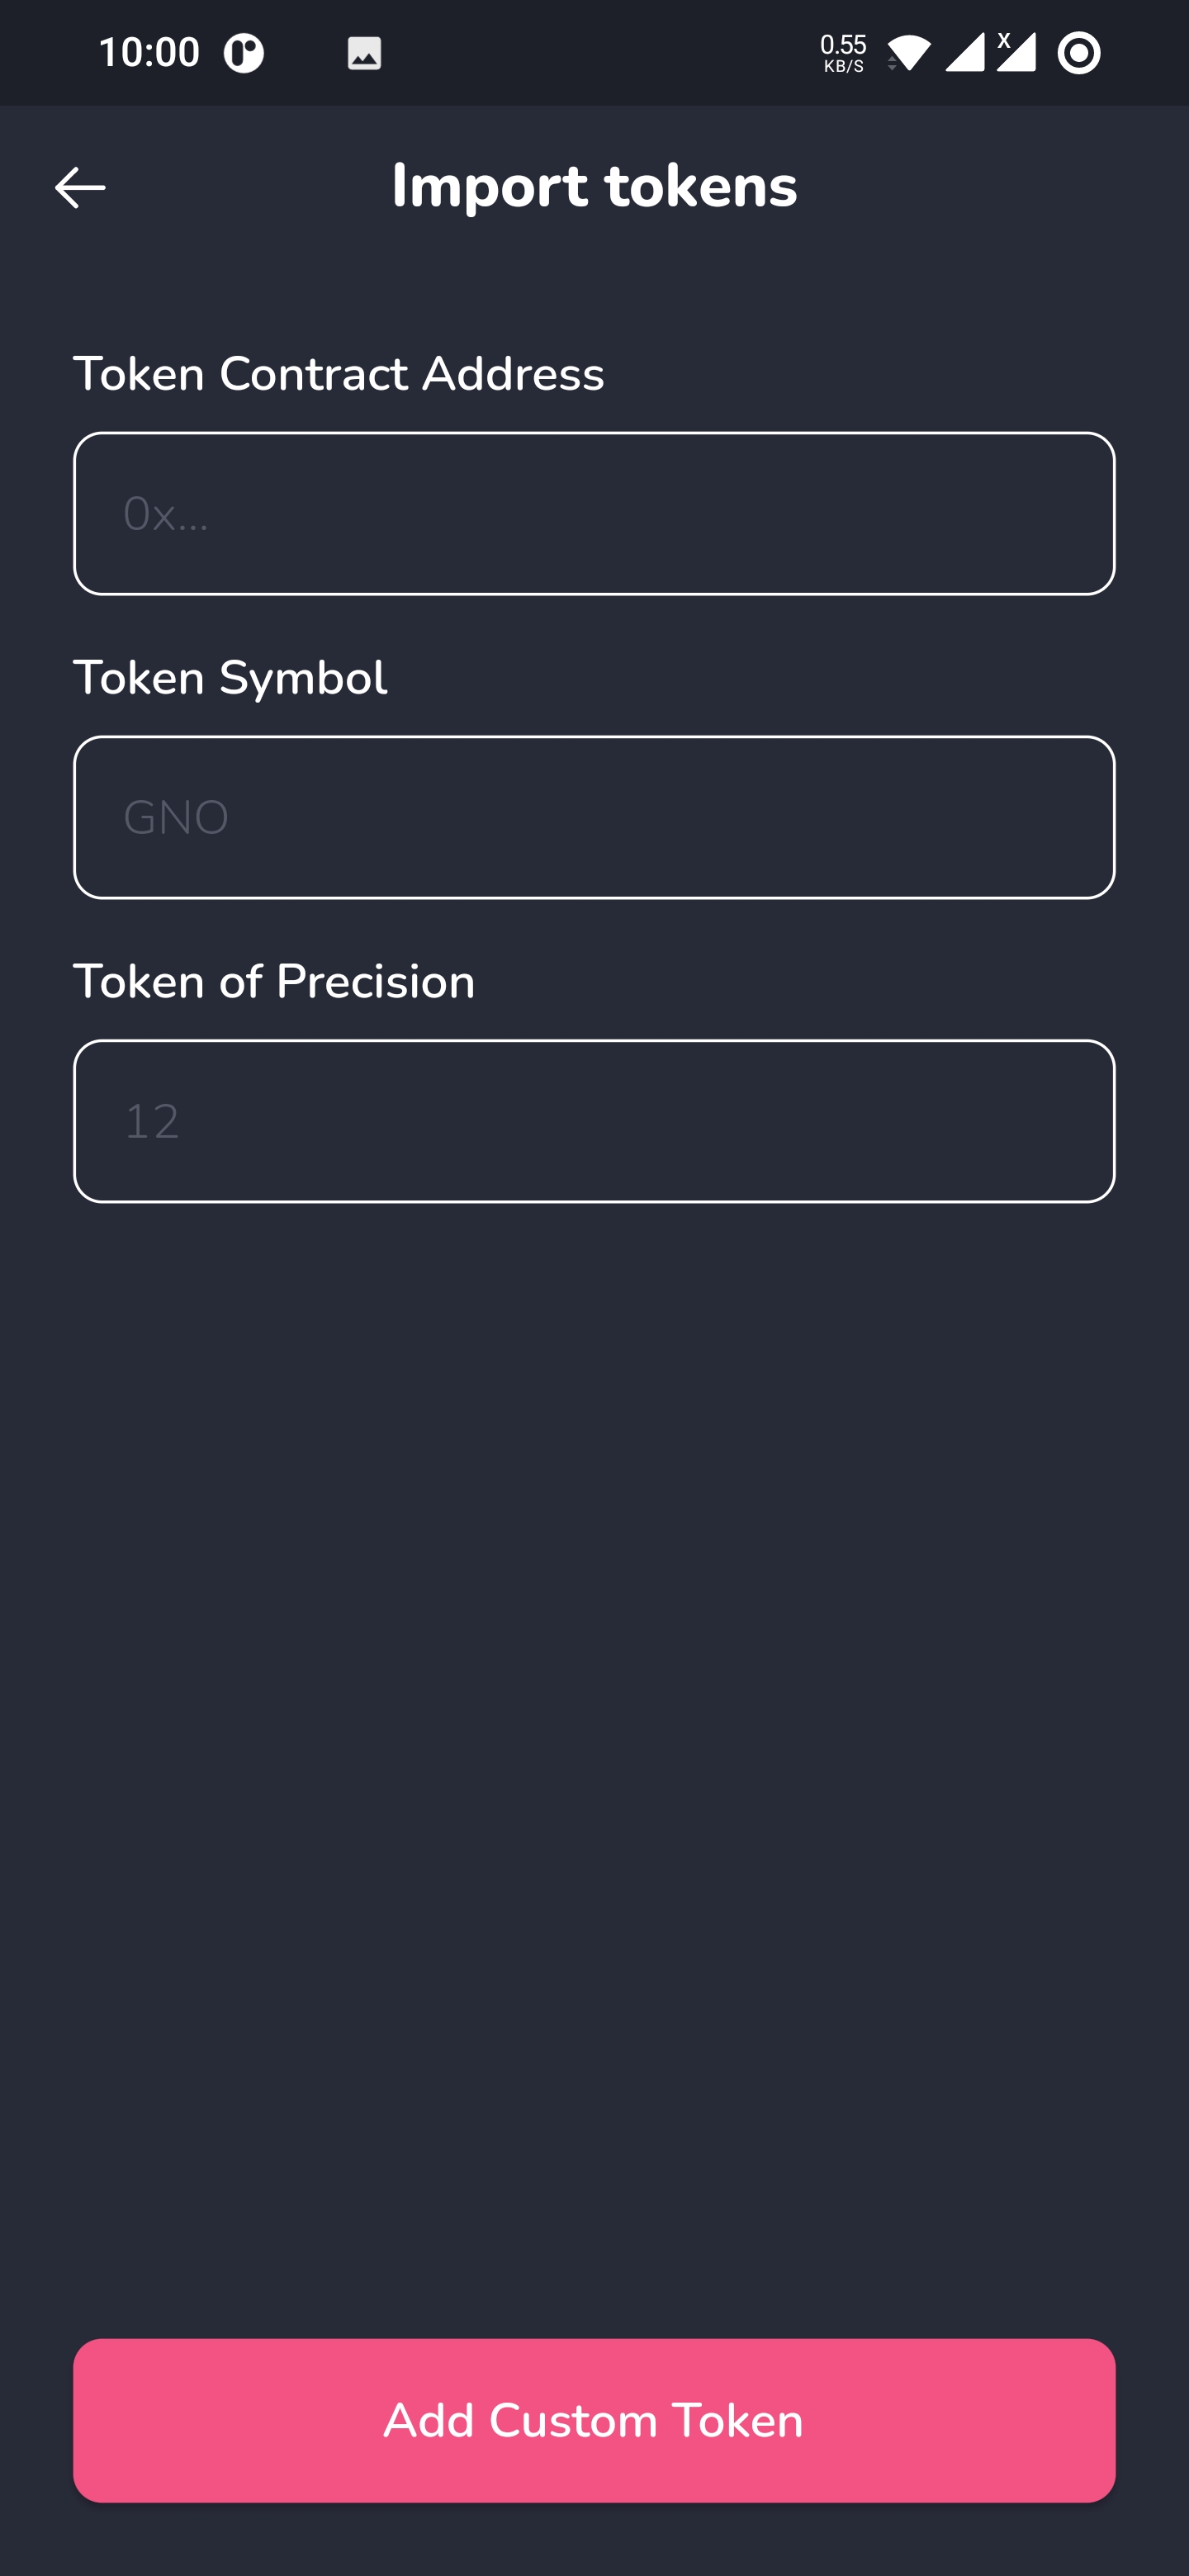 10:00
0.55
KB/S
X
Import tokens
Token Contract Address
0x...
Token Symbol
GNO
Token of Precision
12
Add Custom Token